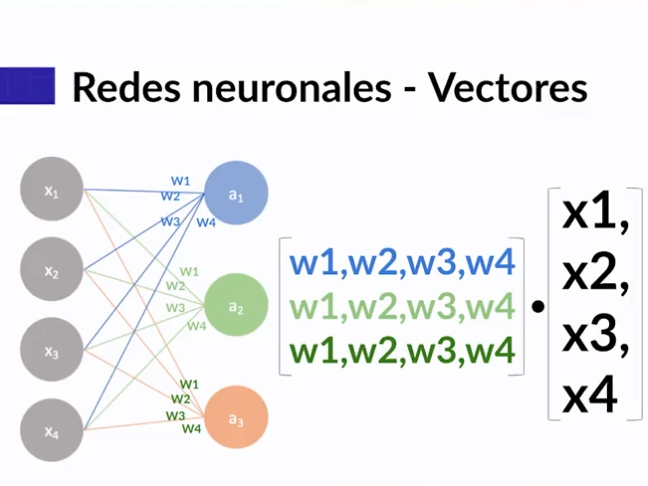 Redes neuronales - Vectores
x₁
x₂
x₃
x₄
W1
W2
W3 W4
a₁
W1
W2
W3
W4
a₂
W1
W2
W3
W4
a₃
w1,w2,w3,w4
w1,w2,w3,w4
w1,w2,w3,w4
•
x1,
x2,
x3,
x4